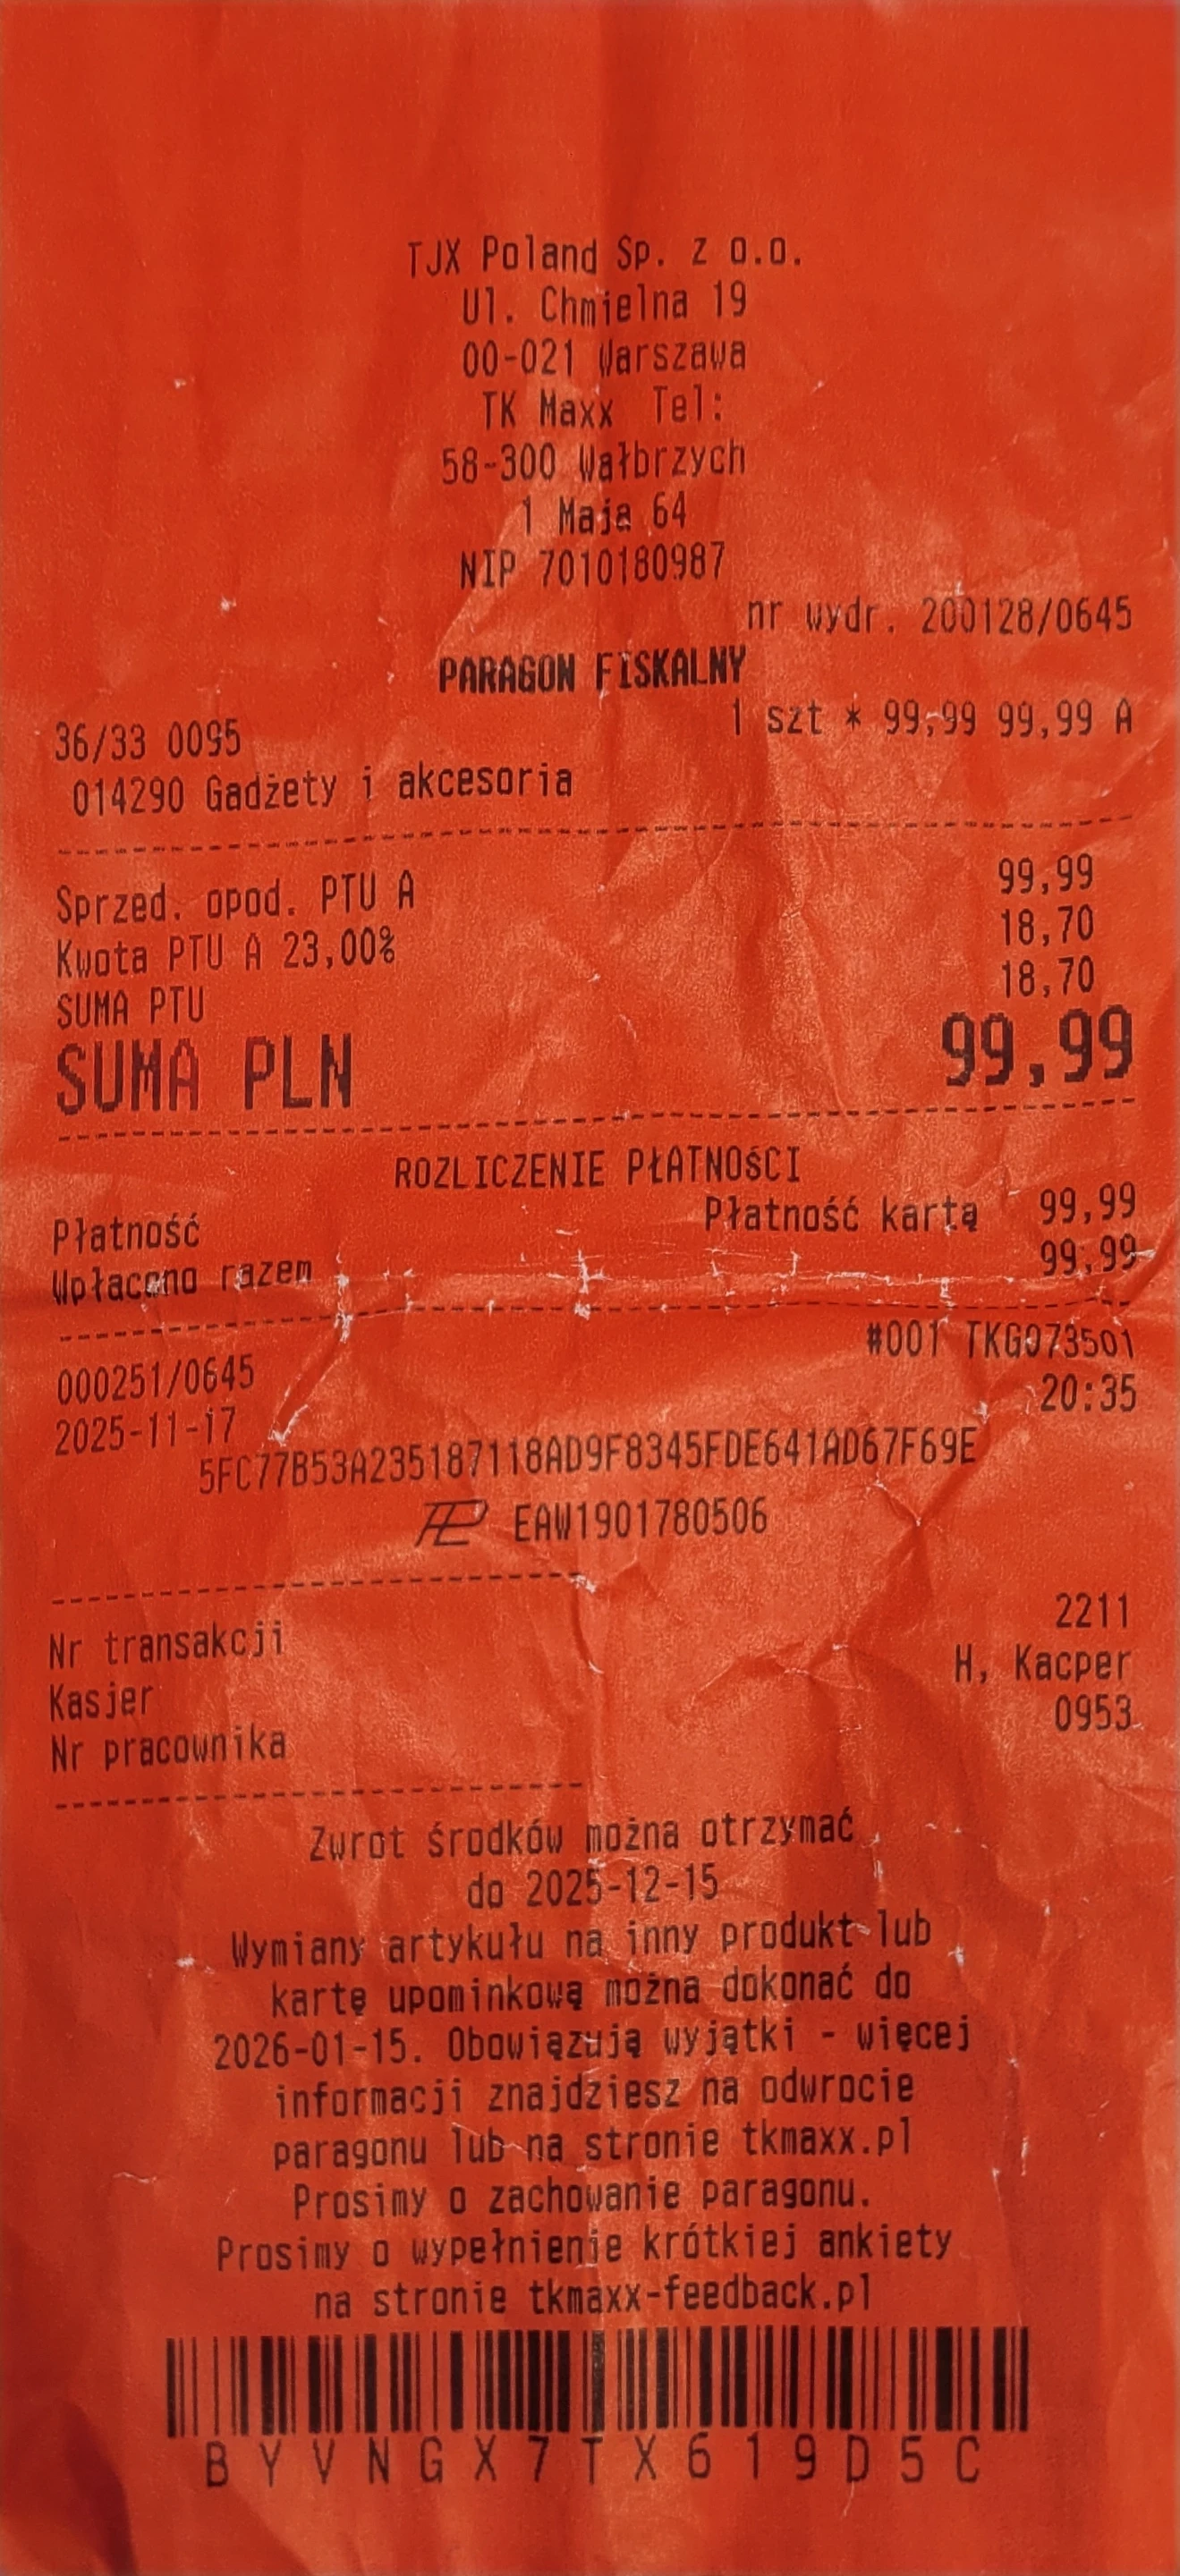 TJX Poland Sp. z o.o.
Ul. Chmielna 19
00-021 Warszawa
TK Maxx Tel:
58-300 Wałbrzych
1 Maja 64
NIP 7010180987
nr wydr. 200128/0645
PARAGON FISKALNY
36/33 0095 1 szt * 99,99 99,99 A
014290 Gadżety i akcesoria
Sprzed. opod. PTU A 99,99
Kwota PTU A 23,00% 18,70
SUMA PTU 18,70
SUMA PLN 99,99
ROZLICZENIE PŁATNOŚCI
Płatność Płatność kartą 99,99
Wpłacono razem 99,99
000251/0645 #001 TKG073501
2025-11-17 20:35
5FC77B53A235187118AD9F8345FDE641AD67F69E
EAW1901780506
Nr transakcji 2211
Kasjer H, Kacper
Nr pracownika 0953
Zwrot środków można otrzymać
do 2025-12-15
Wymiany artykułu na inny produkt lub
kartę upominkową można dokonać do
2026-01-15. Obowiązują wyjątki - więcej
informacji znajdziesz na odwrocie
paragonu lub na stronie tkmaxx.pl
Prosimy o zachowanie paragonu.
Prosimy o wypełnienie krótkiej ankiety
na stronie tkmaxx-feedback.pl
BYVNGX7TX619D5C